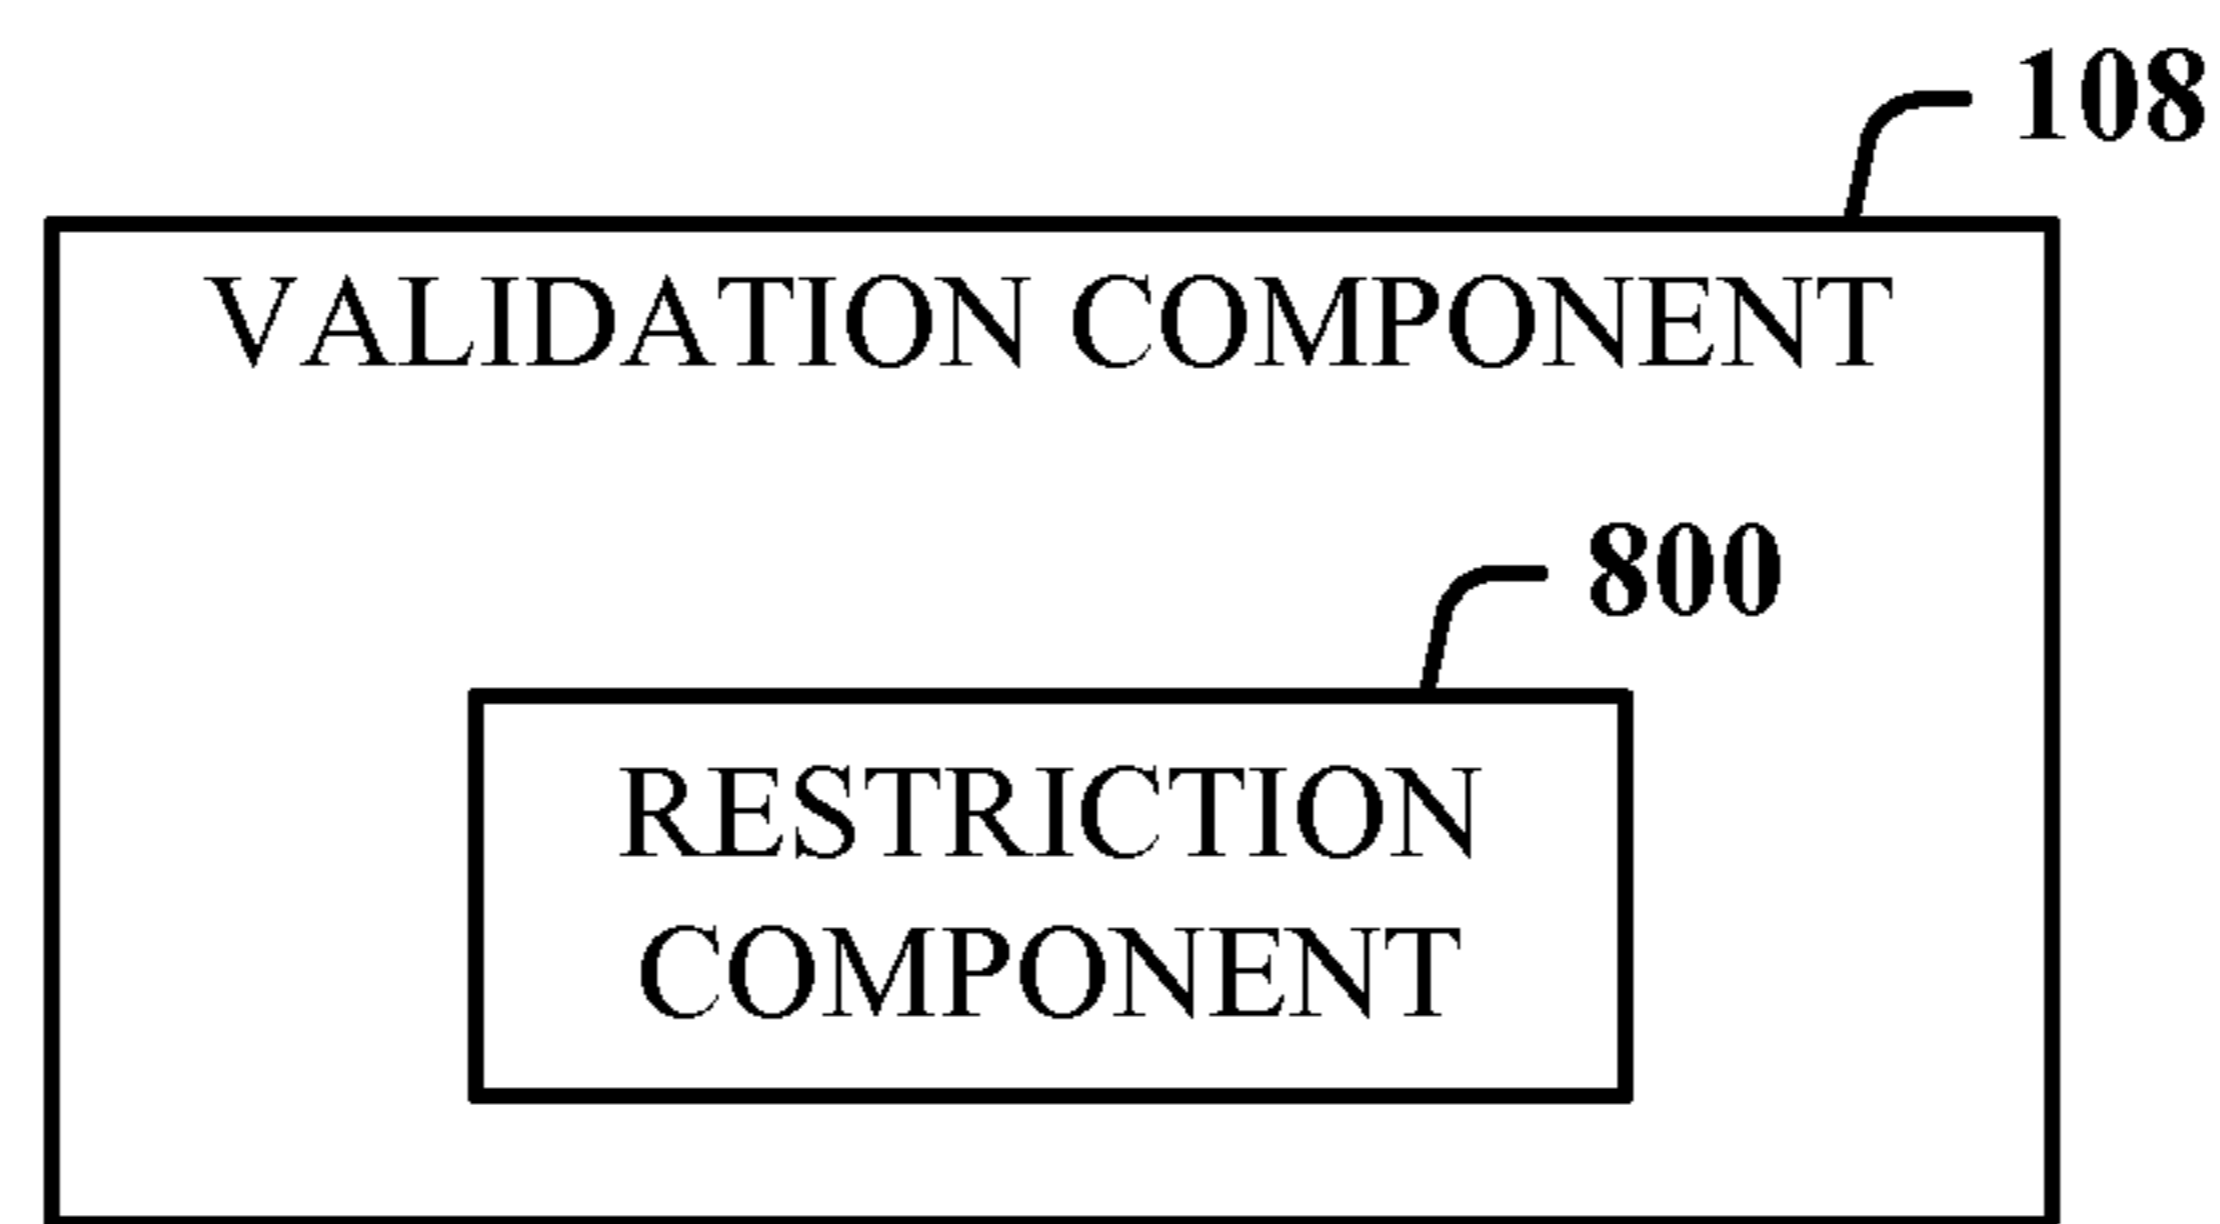 108
VALIDATION COMPONENT
800
RESTRICTION
COMPONENT